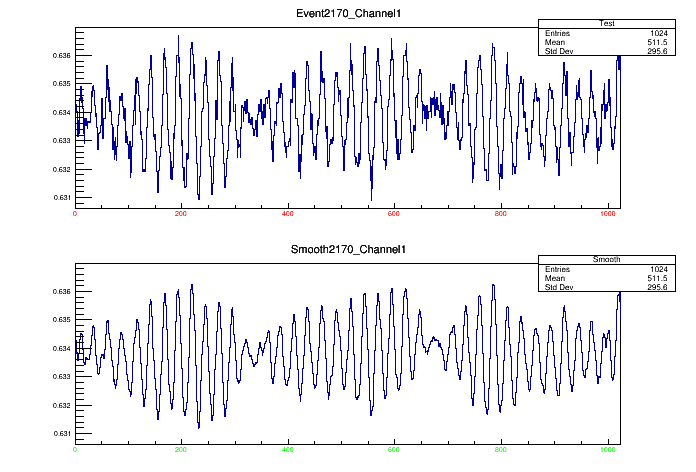 Event2170_Channel1
Test
Entries 1024
Mean 511.5
Std Dev 295.6
0.636
0.635
0.634
0.633
0.632
0.631
0 200 400 600 800 1000
Smooth2170_Channel1
Smooth
Entries 1024
Mean 511.5
Std Dev 295.6
0.636
0.635
0.634
0.633
0.632
0.631
0 200 400 600 800 1000